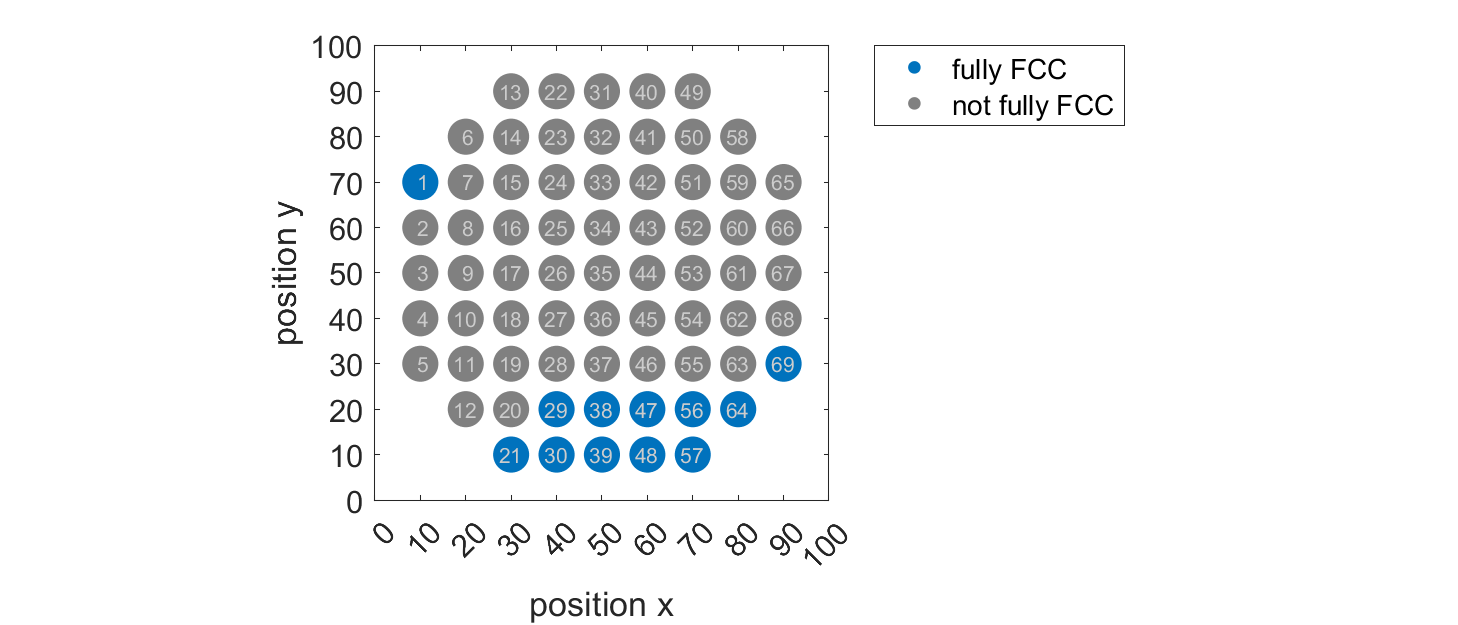 100
fully FCC
90 13 22 31 40 49
not fully FCC
80 6 14 23 32 41 50 58
70 1 7 15 24 33 42 51 59 65
60 2 8 16 25 34 43 52 60 66
50 3 9 17 26 35 44 53 61 67
40 4 10 18 27 36 45 54 62 68
30 5 11 19 28 37 46 55 63 69
20 12 20 29 38 47 56 64
10 21 30 39 48 57
0
position y
0 10 20 30 40 50 60 70 80 90 100
position x